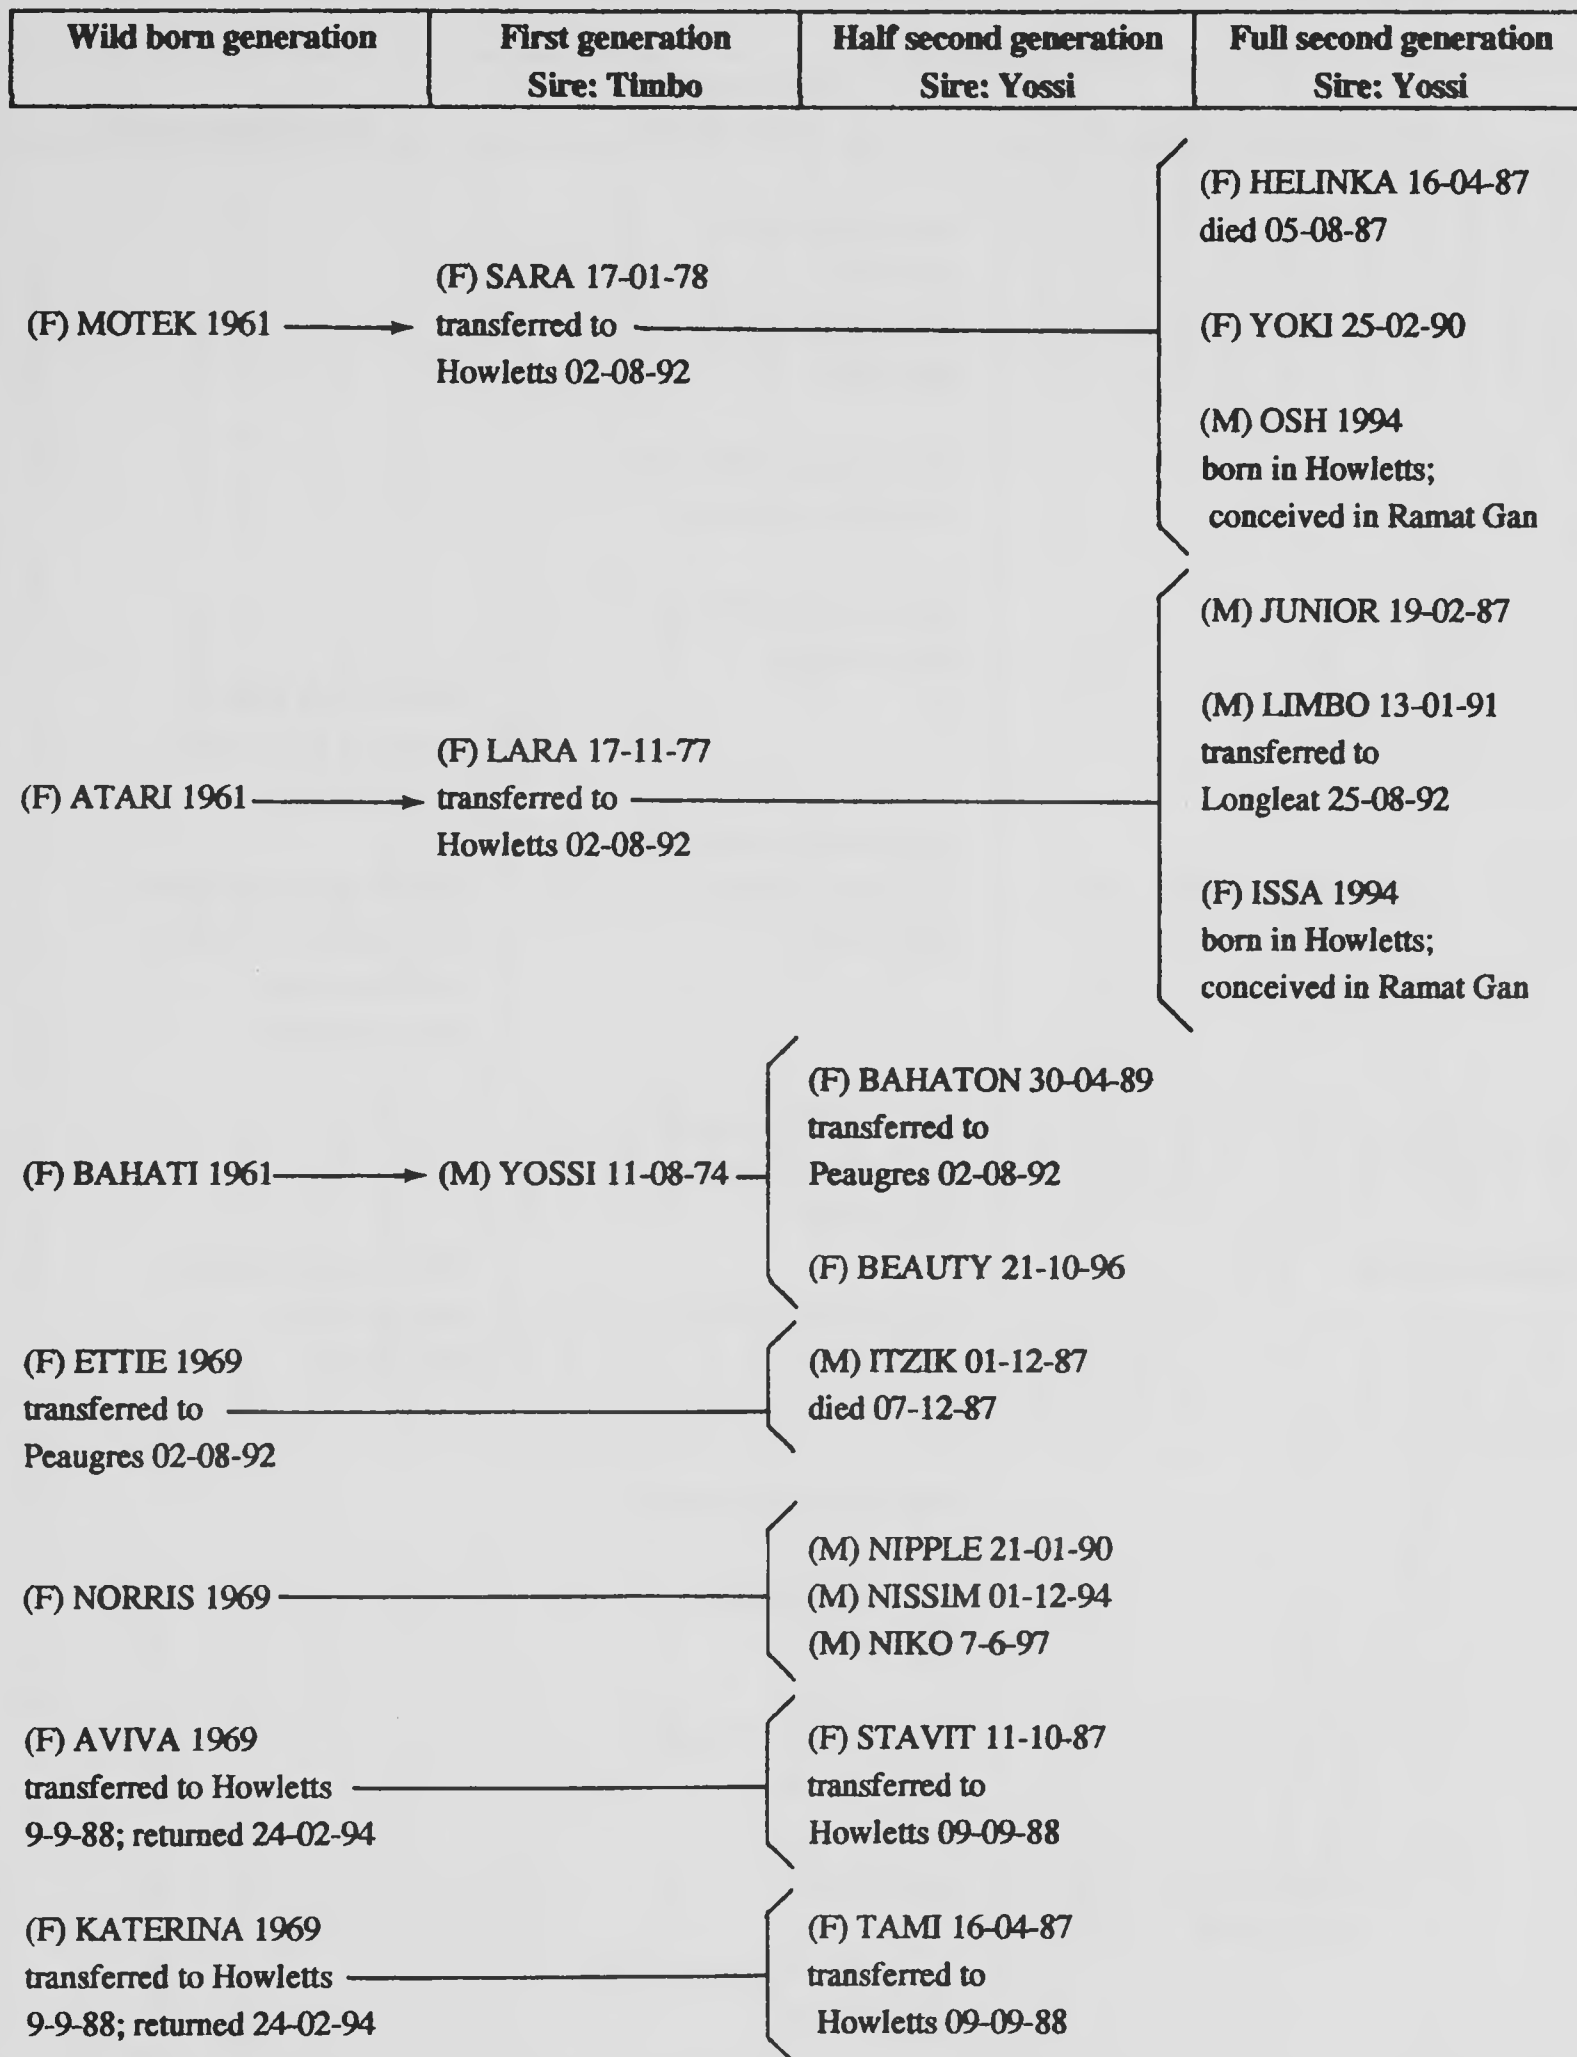 Wild born generation
First generation
Sire: Timbo
Half second generation
Sire: Yossi
Full second generation
Sire: Yossi
(F) MOTEK 1961
(F) SARA 17-01-78
transferred to
Howletts 02-08-92
(F) HELINKA 16-04-87
died 05-08-87
(F) YOKI 25-02-90
(M) OSH 1994
born in Howletts;
conceived in Ramat Gan
(F) ATARI 1961
(F) LARA 17-11-77
transferred to
Howletts 02-08-92
(M) JUNIOR 19-02-87
(M) LIMBO 13-01-91
transferred to
Longleat 25-08-92
(F) ISSA 1994
born in Howletts;
conceived in Ramat Gan
(F) BAHATI 1961
(M) YOSSI 11-08-74
(F) BAHATON 30-04-89
transferred to
Peaugres 02-08-92
(F) BEAUTY 21-10-96
(F) ETTIE 1969
transferred to
Peaugres 02-08-92
(M) ITZIK 01-12-87
died 07-12-87
(F) NORRIS 1969
(M) NIPPLE 21-01-90
(M) NISSIM 01-12-94
(M) NIKO 7-6-97
(F) AVIVA 1969
transferred to Howletts
9-9-88; returned 24-02-94
(F) STAVIT 11-10-87
transferred to
Howletts 09-09-88
(F) KATERINA 1969
transferred to Howletts
9-9-88; returned 24-02-94
(F) TAMI 16-04-87
transferred to
Howletts 09-09-88